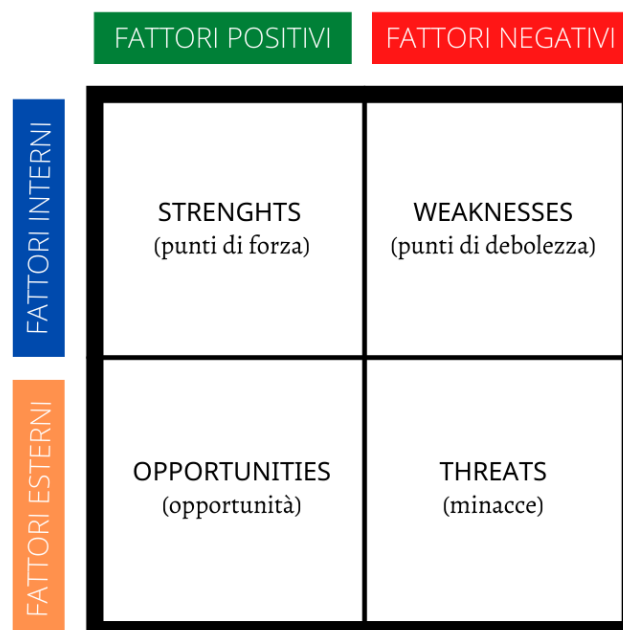 FATTORI POSITIVI
FATTORI NEGATIVI
FATTORI INTERNI
STRENGHTS
(punti di forza)
WEAKNESSES
(punti di debolezza)
FATTORI ESTERNI
OPPORTUNITIES
(opportunità)
THREATS
(minacce)